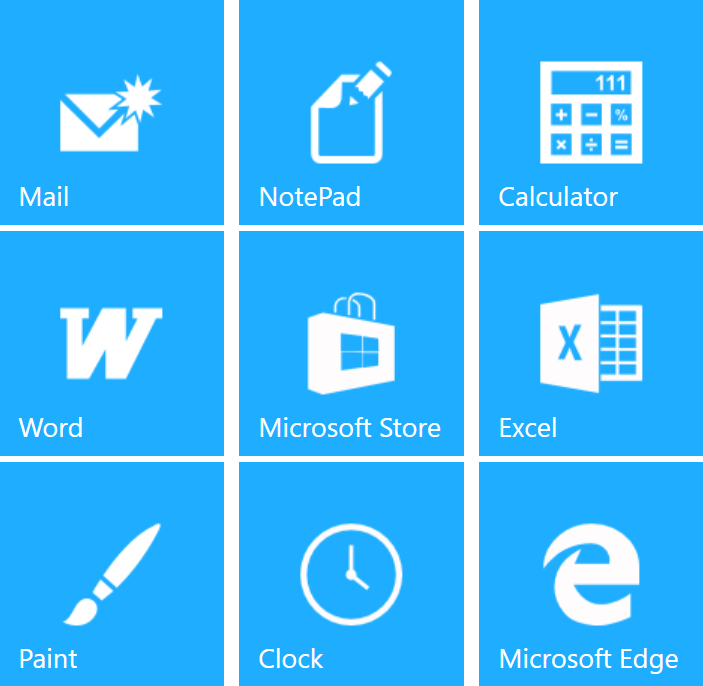 111
+ - %
× ÷ =
Mail
NotePad
Calculator
W
X
Word
Microsoft Store
Excel
e
Paint
Clock
Microsoft Edge